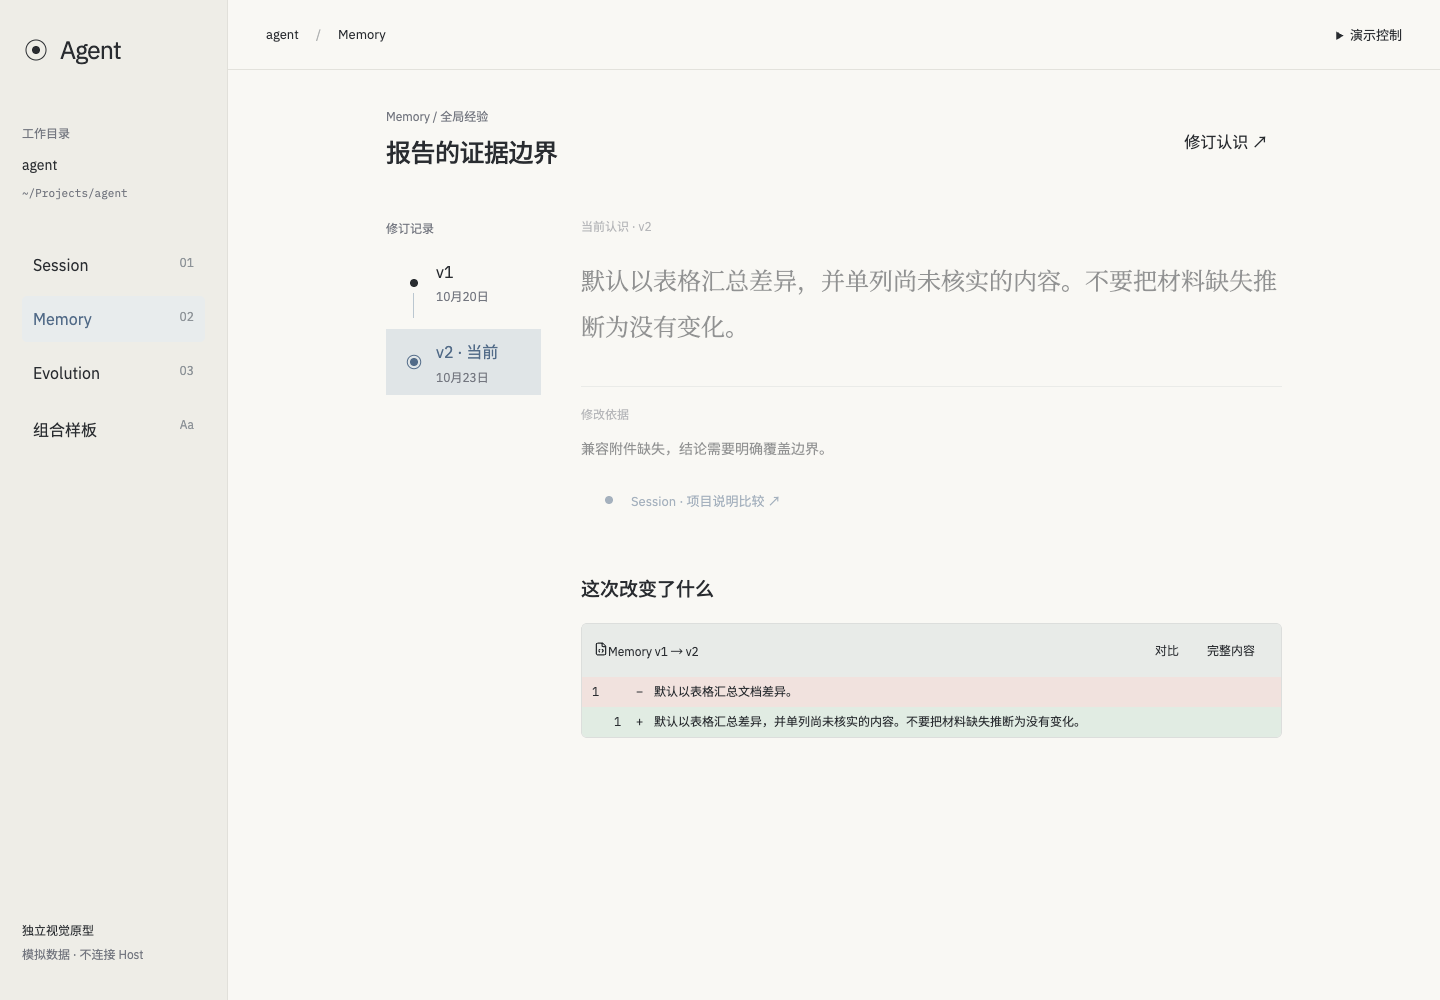 Agent
工作目录
agent
~/Projects/agent
Session 01
Memory 02
Evolution 03
组合样板 Aa
独立视觉原型
模拟数据 · 不连接 Host
agent / Memory
▶ 演示控制
Memory / 全局经验
报告的证据边界
修订认识 ↗
修订记录
v1
10月20日
v2 · 当前
10月23日
当前认识 · v2
默认以表格汇总差异，并单列尚未核实的内容。不要把材料缺失推
断为没有变化。
修改依据
兼容附件缺失，结论需要明确覆盖边界。
Session · 项目说明比较 ↗
这次改变了什么
Memory v1 → v2 对比 完整内容
1 − 默认以表格汇总文档差异。
1 + 默认以表格汇总差异，并单列尚未核实的内容。不要把材料缺失推断为没有变化。